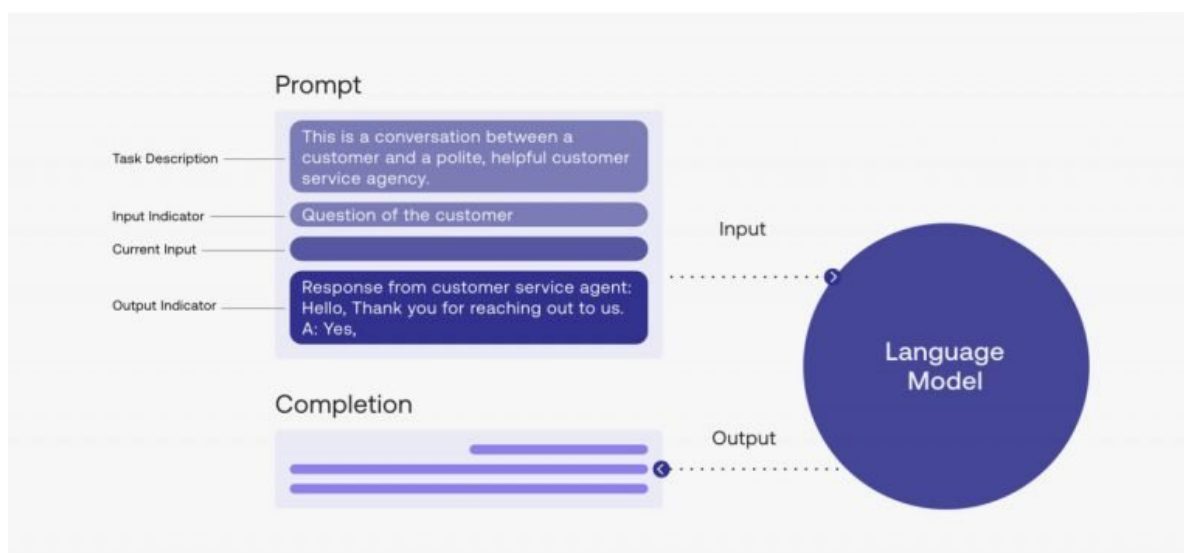 Prompt
Task Description
This is a conversation between a
customer and a polite, helpful customer
service agency.
Input Indicator
Question of the customer
Current Input
Output Indicator
Response from customer service agent:
Hello, Thank you for reaching out to us.
A: Yes,
Input
Language
Model
Completion
Output